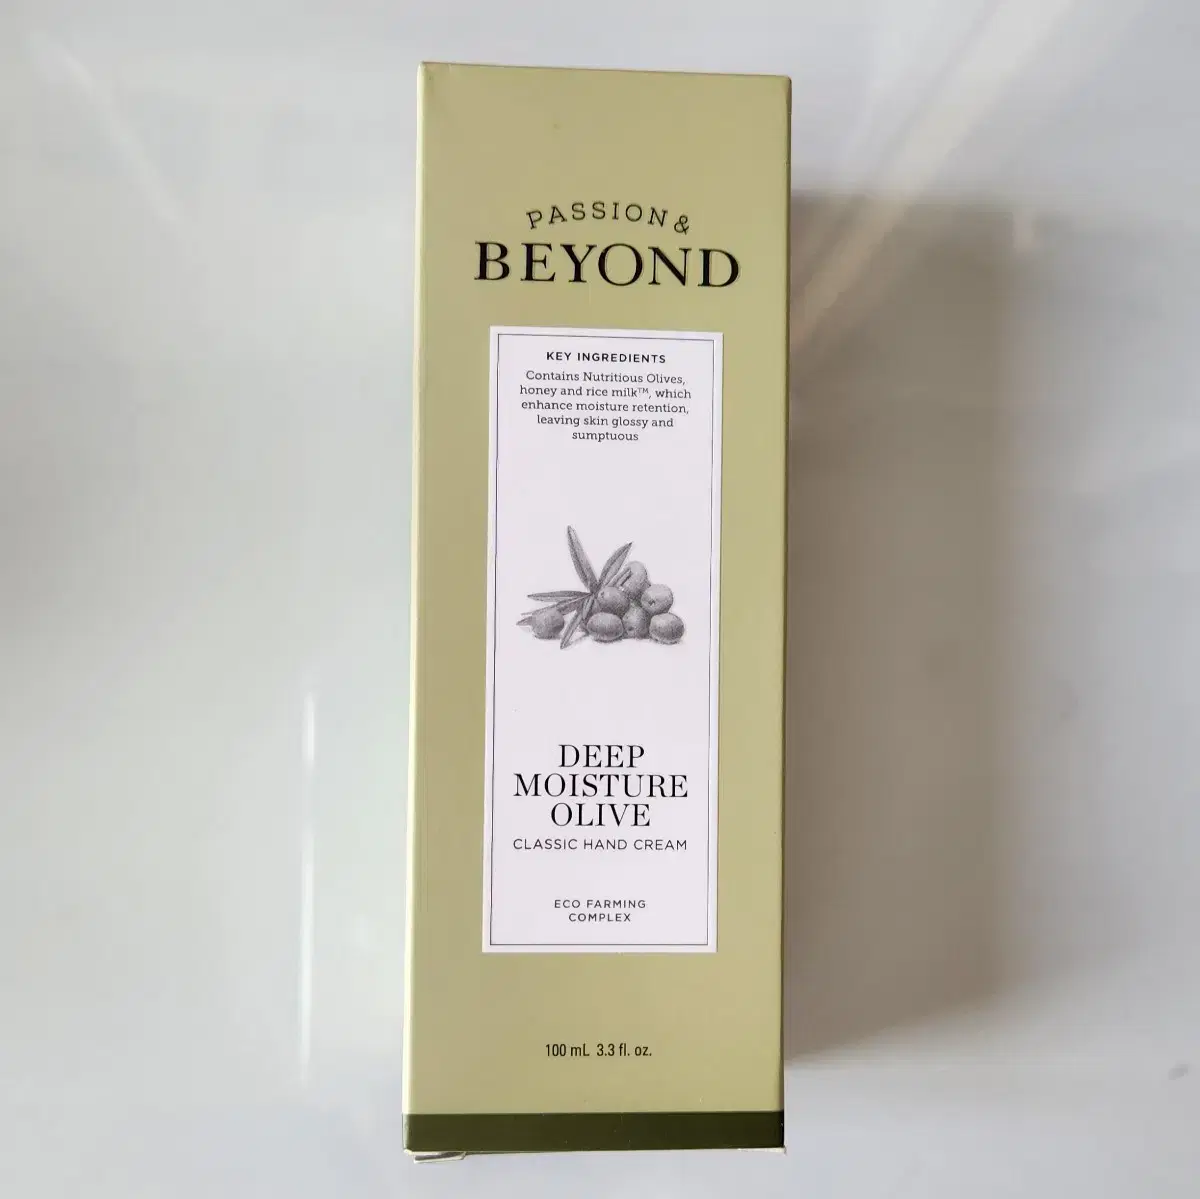 PASSION &
BEYOND
KEY INGREDIENTS
Contains Nutritious Olives,
honey and rice milk™, which
enhance moisture retention,
leaving skin glossy and
sumptuous
DEEP
MOISTURE
OLIVE
CLASSIC HAND CREAM
ECO FARMING
COMPLEX
100 mL 3.3 fl. oz.